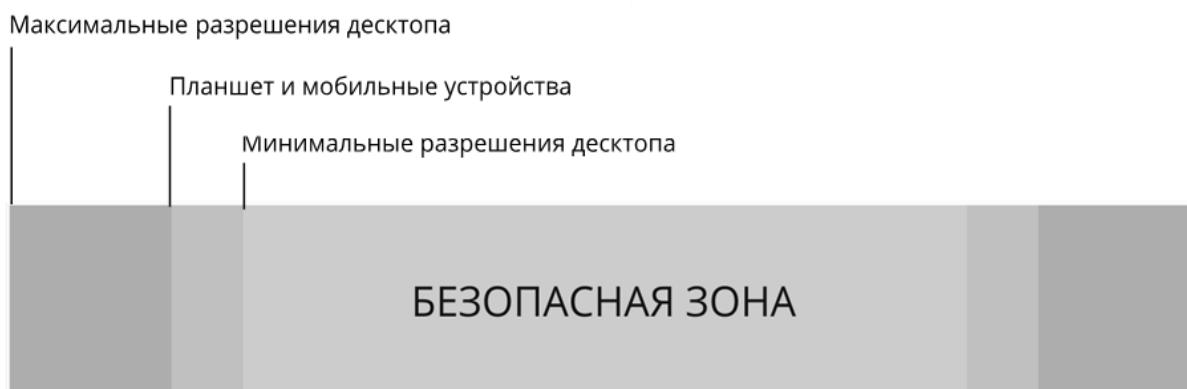 Максимальные разрешения десктопа
Планшет и мобильные устройства
Минимальные разрешения десктопа
БЕЗОПАСНАЯ ЗОНА